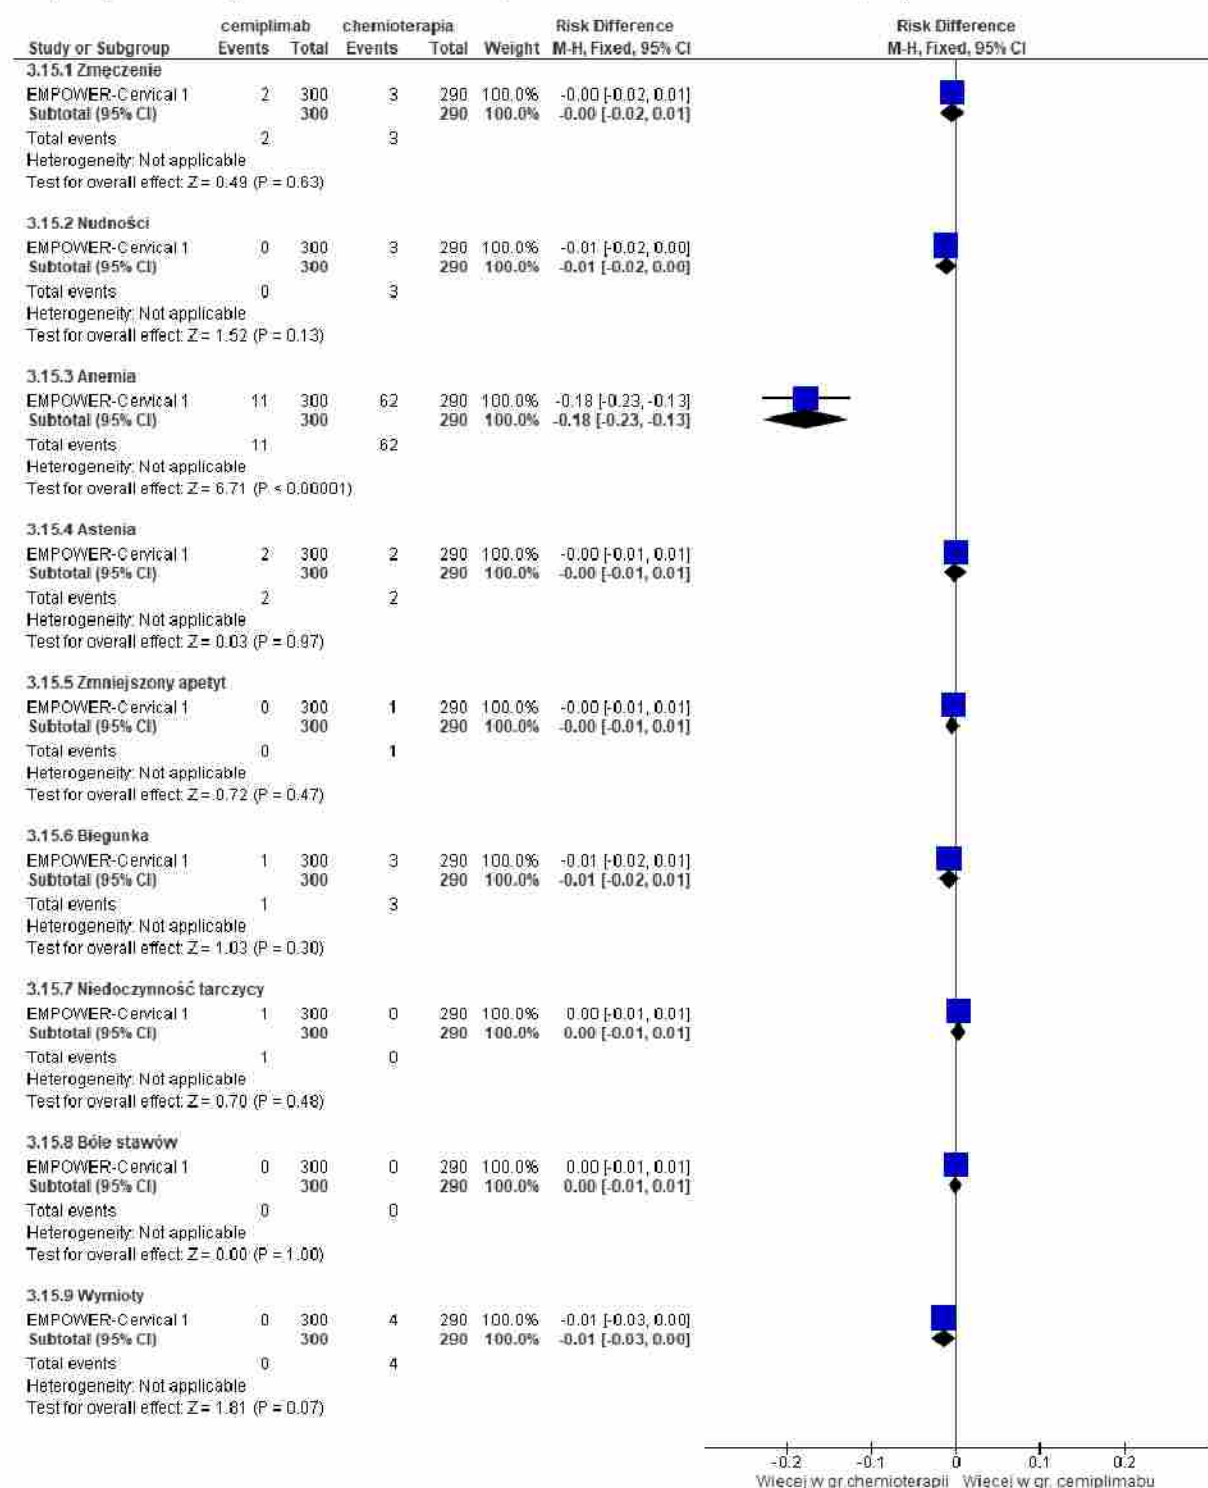 cemiplimab chemioterapia Risk Difference Risk Difference
Study or Subgroup Events Total Events Total Weight M-H, Fixed, 95% CI M-H, Fixed, 95% CI
3.15.1 Zmęczenie
EMPOWER-Cervical 1 2 300 3 290 100.0% -0.00 [-0.02, 0.01]
Subtotal (95% CI) 300 290 100.0% -0.00 [-0.02, 0.01]
Total events 2 3
Heterogeneity: Not applicable
Test for overall effect: Z = 0.49 (P = 0.63)
3.15.2 Nudności
EMPOWER-Cervical 1 0 300 3 290 100.0% -0.01 [-0.02, 0.00]
Subtotal (95% CI) 300 290 100.0% -0.01 [-0.02, 0.00]
Total events 0 3
Heterogeneity: Not applicable
Test for overall effect: Z = 1.52 (P = 0.13)
3.15.3 Anemia
EMPOWER-Cervical 1 11 300 62 290 100.0% -0.18 [-0.23, -0.13]
Subtotal (95% CI) 300 290 100.0% -0.18 [-0.23, -0.13]
Total events 11 62
Heterogeneity: Not applicable
Test for overall effect: Z = 6.71 (P < 0.00001)
3.15.4 Astenia
EMPOWER-Cervical 1 2 300 2 290 100.0% -0.00 [-0.01, 0.01]
Subtotal (95% CI) 300 290 100.0% -0.00 [-0.01, 0.01]
Total events 2 2
Heterogeneity: Not applicable
Test for overall effect: Z = 0.03 (P = 0.97)
3.15.5 Zmniejszony apetyt
EMPOWER-Cervical 1 0 300 1 290 100.0% -0.00 [-0.01, 0.01]
Subtotal (95% CI) 300 290 100.0% -0.00 [-0.01, 0.01]
Total events 0 1
Heterogeneity: Not applicable
Test for overall effect: Z = 0.72 (P = 0.47)
3.15.6 Biegunka
EMPOWER-Cervical 1 1 300 3 290 100.0% -0.01 [-0.02, 0.01]
Subtotal (95% CI) 300 290 100.0% -0.01 [-0.02, 0.01]
Total events 1 3
Heterogeneity: Not applicable
Test for overall effect: Z = 1.03 (P = 0.30)
3.15.7 Niedoczynność tarczycy
EMPOWER-Cervical 1 1 300 0 290 100.0% 0.00 [-0.01, 0.01]
Subtotal (95% CI) 300 290 100.0% 0.00 [-0.01, 0.01]
Total events 1 0
Heterogeneity: Not applicable
Test for overall effect: Z = 0.70 (P = 0.48)
3.15.8 Bóle stawów
EMPOWER-Cervical 1 0 300 0 290 100.0% 0.00 [-0.01, 0.01]
Subtotal (95% CI) 300 290 100.0% 0.00 [-0.01, 0.01]
Total events 0 0
Heterogeneity: Not applicable
Test for overall effect: Z = 0.00 (P = 1.00)
3.15.9 Wymioty
EMPOWER-Cervical 1 0 300 4 290 100.0% -0.01 [-0.03, 0.00]
Subtotal (95% CI) 300 290 100.0% -0.01 [-0.03, 0.00]
Total events 0 4
Heterogeneity: Not applicable
Test for overall effect: Z = 1.81 (P = 0.07)
-0.2 -0.1 0 0.1 0.2
Więcej w gr.chemioterapii Więcej w gr. cemiplimabu